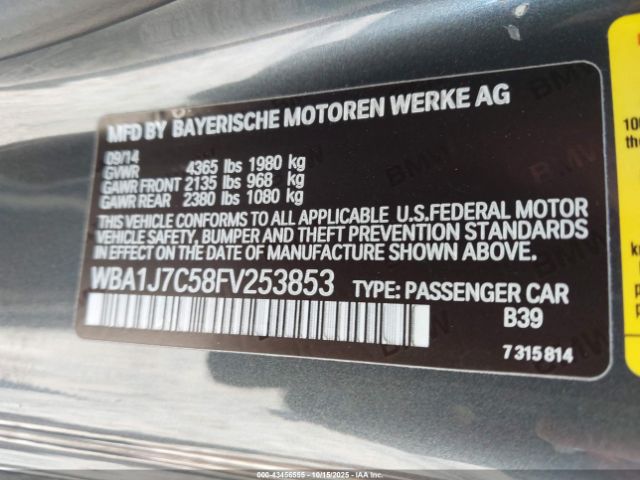 MFD BY BAYERISCHE MOTOREN WERKE AG
09/14
GVWR 4365 lbs 1980 kg
GAWR FRONT 2135 lbs 968 kg
GAWR REAR 2380 lbs 1080 kg
THIS VEHICLE CONFORMS TO ALL APPLICABLE U.S.FEDERAL MOTOR
VEHICLE SAFETY, BUMPER, AND THEFT PREVENTION STANDARDS
IN EFFECT ON THE DATE OF MANUFACTURE SHOWN ABOVE.
WBA1J7C58FV253853 TYPE: PASSENGER CAR
B39
7 315 814
000-43456555 - 10/15/2025 - IAA, Inc.